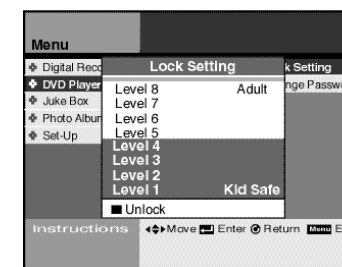 Menu
Digital Reco
DVD Player
Juke Box
Photo Albu
Set-Up
Lock Setting
Level 8 Adult
Level 7
Level 6
Level 5
Level 4
Level 3
Level 2
Level 1 Kid Safe
Unlock
k Setting
nge Passw
Instructions Move Enter Return Menu E